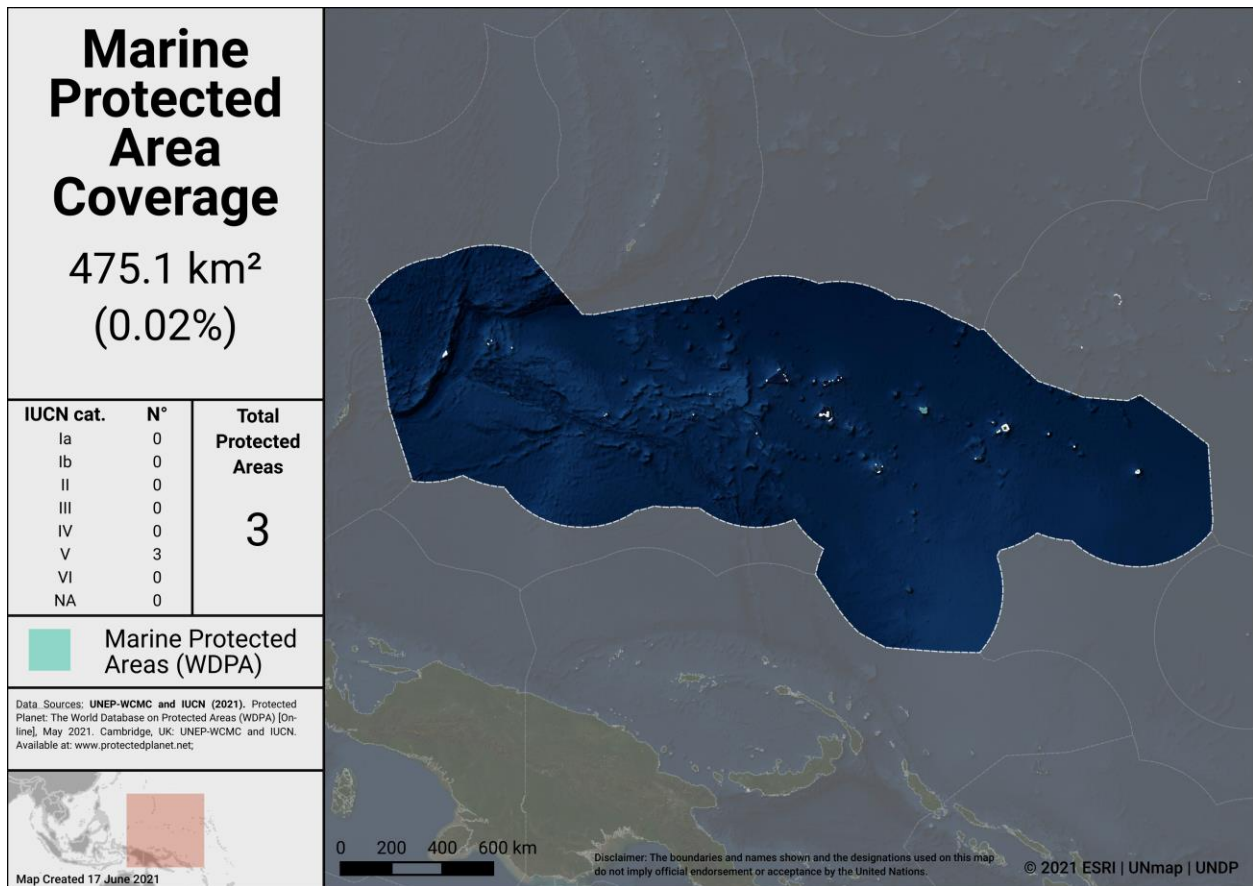 Marine
Protected
Area
Coverage
475.1 km²
(0.02%)
IUCN cat. N°
Ia 0
Ib 0
II 0
III 0
IV 0
V 3
VI 0
NA 0
Total
Protected
Areas
3
Marine Protected
Areas (WDPA)
Data Sources: UNEP-WCMC and IUCN (2021). Protected
Planet: The World Database on Protected Areas (WDPA) [On-
line], May 2021. Cambridge, UK: UNEP-WCMC and IUCN.
Available at: www.protectedplanet.net;
Map Created 17 June 2021
0 200 400 600 km
Disclaimer: The boundaries and names shown and the designations used on this map
do not imply official endorsement or acceptance by the United Nations.
© 2021 ESRI | UNmap | UNDP